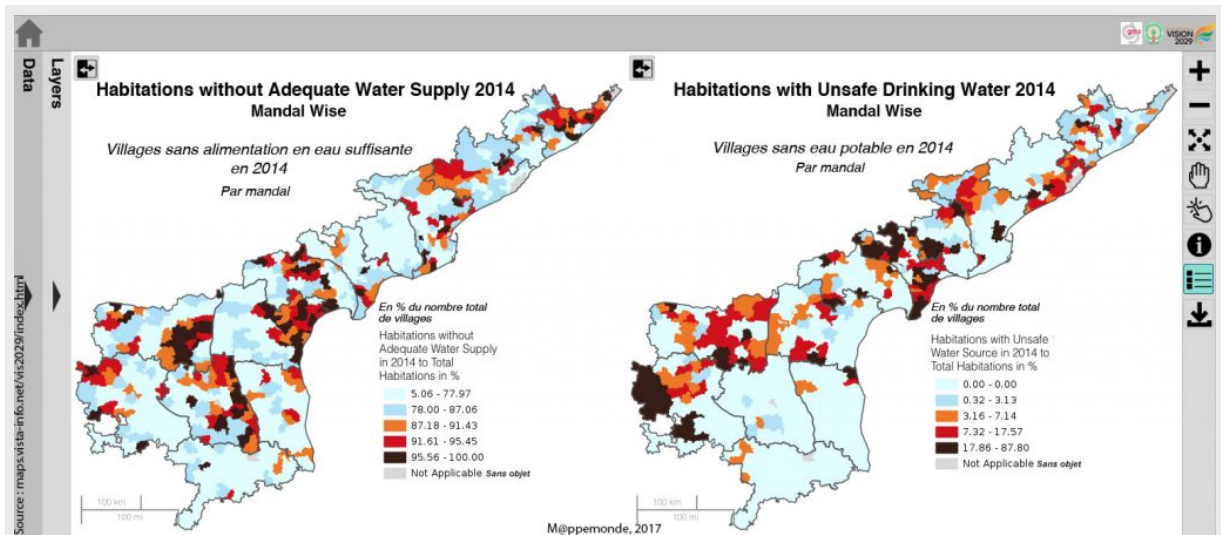 VISION
2029
Data
Layers
Source : maps.vista-info.net/vis2029/index.html
Habitations without Adequate Water Supply 2014
Mandal Wise
Villages sans alimentation en eau suffisante
en 2014
Par mandal
En % du nombre total
de villages
Habitations without
Adequate Water Supply
in 2014 to Total
Habitations in %
5.06 - 77.97
78.00 - 87.06
87.18 - 91.43
91.61 - 95.45
95.56 - 100.00
Not Applicable Sans objet
100 km
100 mi
Habitations with Unsafe Drinking Water 2014
Mandal Wise
Villages sans eau potable en 2014
Par mandal
En % du nombre total
de villages
Habitations with Unsafe
Water Source in 2014 to
Total Habitations in %
0.00 - 0.00
0.32 - 3.13
3.16 - 7.14
7.32 - 17.57
17.86 - 87.80
Not Applicable Sans objet
100 km
100 mi
M@ppemonde, 2017